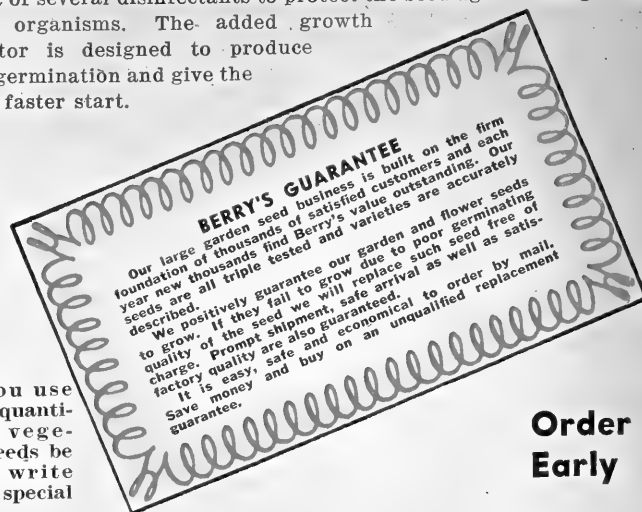 of several disinfectants to protect the
organisms. The added growth
tor is designed to produce
germination and give the
faster start.
BERRY'S GUARANTEE
Our large garden seed business is built on the firm
foundation of thousands of satisfied customers and each
year new thousands find Berry's value outstanding. Our
seeds are all triple tested and varieties are accurately
described.
We positively guarantee our garden and flower seeds
to grow. If they fail to grow due to poor germinating
quality of the seed we will replace such seed free of
charge. Prompt shipment, safe arrival as well as satis-
factory quality are also guaranteed.
It is easy, safe and economical to order by mail.
Save money and buy on an unqualified replacement
guarantee.
ou use
quanti-
vege-
eeds be
write
special
Order
Early